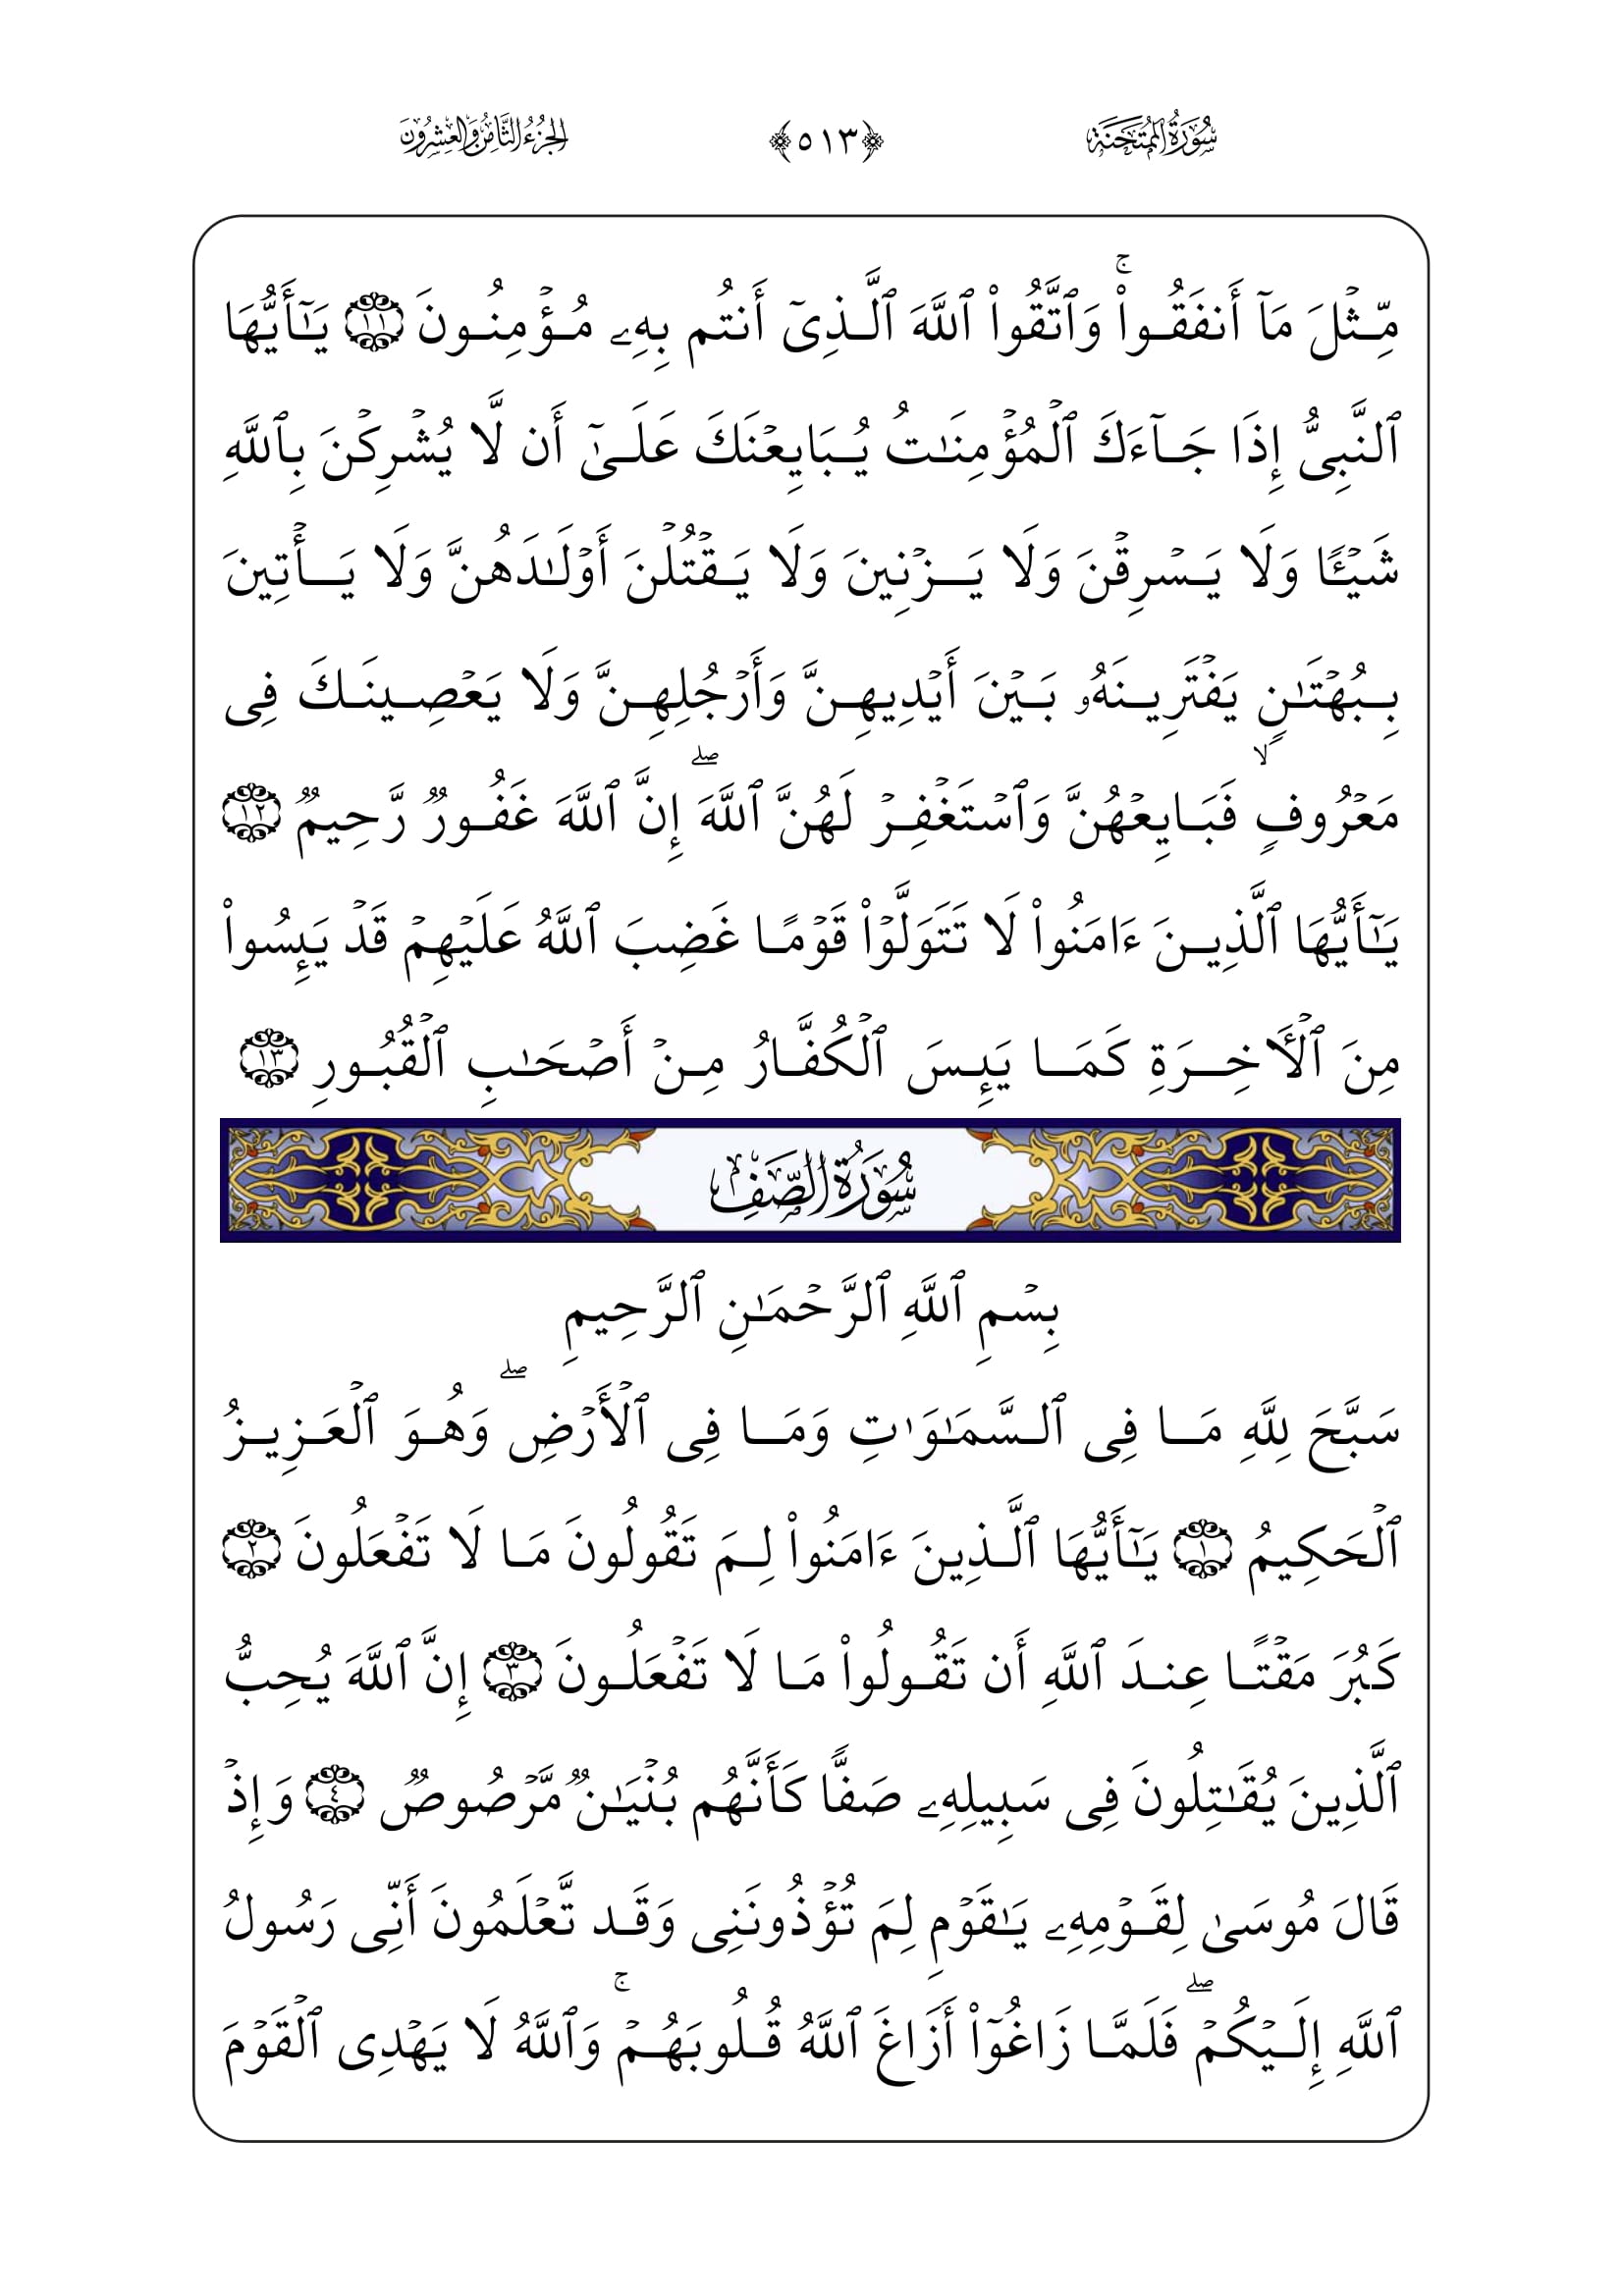 سُورَةُ المُمْتَحنَة ﴿٥١٣﴾ الجُزْءُ الثَّامِنُ وَالعِشْرُونَ
مِّثۡلَ مَآ أَنفَقُواْۚ وَٱتَّقُواْ ٱللَّهَ ٱلَّذِىٓ أَنتُم بِهِۦ مُؤۡمِنُونَ ١١ يَـٰٓأَيُّهَا
ٱلنَّبِىُّ إِذَا جَآءَكَ ٱلۡمُؤۡمِنَـٰتُ يُبَايِعۡنَكَ عَلَىٰٓ أَن لَّا يُشۡرِكۡنَ بِٱللَّهِ
شَيۡـًٔا وَلَا يَسۡرِقۡنَ وَلَا يَزۡنِينَ وَلَا يَقۡتُلۡنَ أَوۡلَـٰدَهُنَّ وَلَا يَأۡتِينَ
بِبُهۡتَـٰنٍ يَفۡتَرِينَهُۥ بَيۡنَ أَيۡدِيهِنَّ وَأَرۡجُلِهِنَّ وَلَا يَعۡصِينَكَ فِى
مَعۡرُوفٍۙ فَبَايِعۡهُنَّ وَٱسۡتَغۡفِرۡ لَهُنَّ ٱللَّهَۖ إِنَّ ٱللَّهَ غَفُورٌ رَّحِيمٌ ١٢
يَـٰٓأَيُّهَا ٱلَّذِينَ ءَامَنُواْ لَا تَتَوَلَّوۡاْ قَوۡمًا غَضِبَ ٱللَّهُ عَلَيۡهِمۡ قَدۡ يَئِسُواْ
مِنَ ٱلۡأَخِرَةِ كَمَا يَئِسَ ٱلۡكُفَّارُ مِنۡ أَصۡحَـٰبِ ٱلۡقُبُورِ ١٣
سُورَةُ الصَّفِّ
بِسۡمِ ٱللَّهِ ٱلرَّحۡمَـٰنِ ٱلرَّحِيمِ
سَبَّحَ لِلَّهِ مَا فِى ٱلسَّمَـٰوَٰتِ وَمَا فِى ٱلۡأَرۡضِۖ وَهُوَ ٱلۡعَزِيزُ
ٱلۡحَكِيمُ ١ يَـٰٓأَيُّهَا ٱلَّذِينَ ءَامَنُواْ لِمَ تَقُولُونَ مَا لَا تَفۡعَلُونَ ٢
كَبُرَ مَقۡتًا عِندَ ٱللَّهِ أَن تَقُولُواْ مَا لَا تَفۡعَلُونَ ٣ إِنَّ ٱللَّهَ يُحِبُّ
ٱلَّذِينَ يُقَـٰتِلُونَ فِى سَبِيلِهِۦ صَفًّا كَأَنَّهُم بُنۡيَـٰنٌ مَّرۡصُوصٌ ٤ وَإِذۡ
قَالَ مُوسَىٰ لِقَوۡمِهِۦ يَـٰقَوۡمِ لِمَ تُؤۡذُونَنِى وَقَد تَّعۡلَمُونَ أَنِّى رَسُولُ
ٱللَّهِ إِلَيۡكُمۡۖ فَلَمَّا زَاغُوٓاْ أَزَاغَ ٱللَّهُ قُلُوبَهُمۡۚ وَٱللَّهُ لَا يَهۡدِى ٱلۡقَوۡمَ